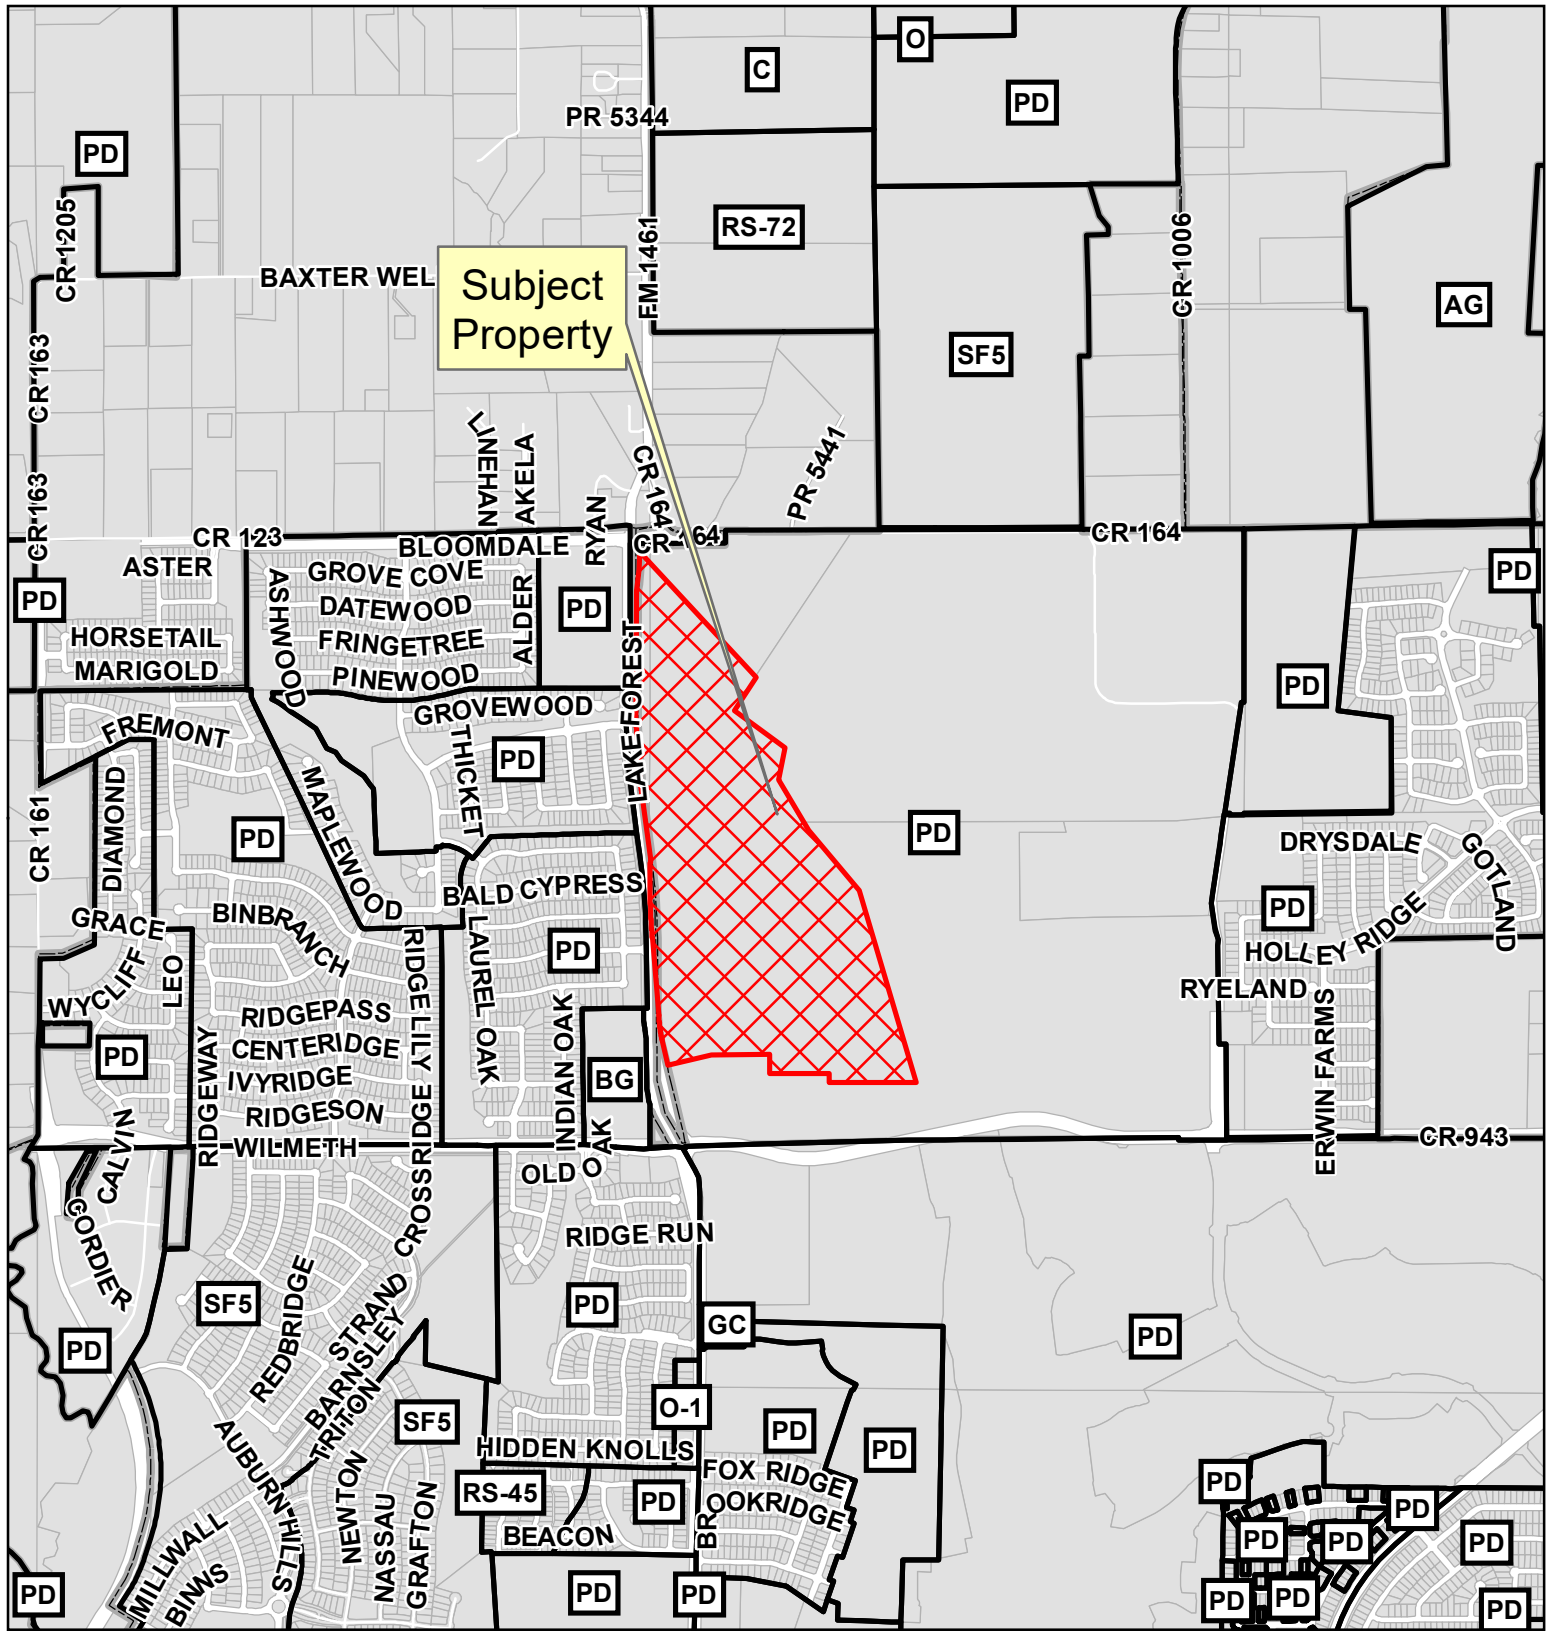 O
C
PD
PR 5344
PD
CR 1205
RS-72
FM 1461
CR 1006
BAXTER WEL
Subject
Property
AG
CR 163
SF5
LINEHAN
AKELA
CR 164
PR 5441
CR 163
RYAN
CR 123
BLOOMDALE
CR 164
CR 164
ASTER
GROVE COVE
PD
PD
ASHWOOD
DATEWOOD
ALDER
PD
HORSETAIL
FRINGETREE
MARIGOLD
PINEWOOD
LAKE FOREST
PD
GROVEWOOD
FREMONT
THICKET
PD
DIAMOND
MAPLEWOOD
CR 161
PD
PD
DRYSDALE
GOTLAND
BALD CYPRESS
GRACE
BINBRANCH
PD
LAUREL OAK
PD
HOLLEY RIDGE
WYCLIFF
LEO
RIDGE LILY
RYELAND
RIDGEPASS
PD
CENTERIDGE
INDIAN OAK
ERWIN FARMS
RIDGEWAY
IVYRIDGE
BG
RIDGESON
CALVIN
WILMETH
CROSSRIDGE
OLD OAK
CR 943
CORDIER
RIDGE RUN
SF5
REDBRIDGE
STRAND
PD
GC
PD
PD
BARNSLEY
TRITON
SF5
O-1
PD
PD
AUBURN HILLS
HIDDEN KNOLLS
FOX RIDGE
PD
NEWTON
RS-45
PD
BROOKRIDGE
PD
MILLWALL
NASSAU
GRAFTON
BEACON
PD
PD
PD
BINNS
PD
PD
PD
PD
PD
PD